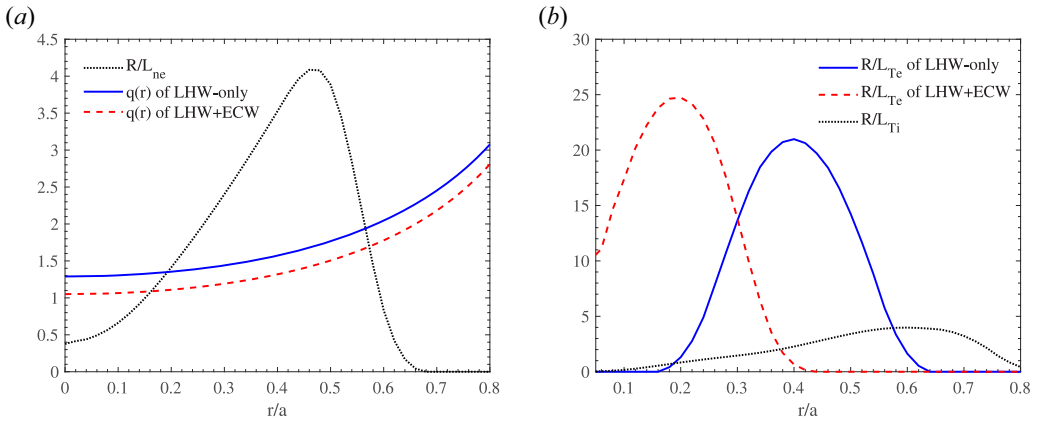 (a)
4.5
4
3.5
3
2.5
2
1.5
1
0.5
0
R/L_ne
q(r) of LHW-only
q(r) of LHW+ECW
0 0.1 0.2 0.3 0.4 0.5 0.6 0.7 0.8
r/a
(b)
30
25
20
15
10
5
0
R/L_Te of LHW-only
R/L_Te of LHW+ECW
R/L_Ti
0.1 0.2 0.3 0.4 0.5 0.6 0.7 0.8
r/a